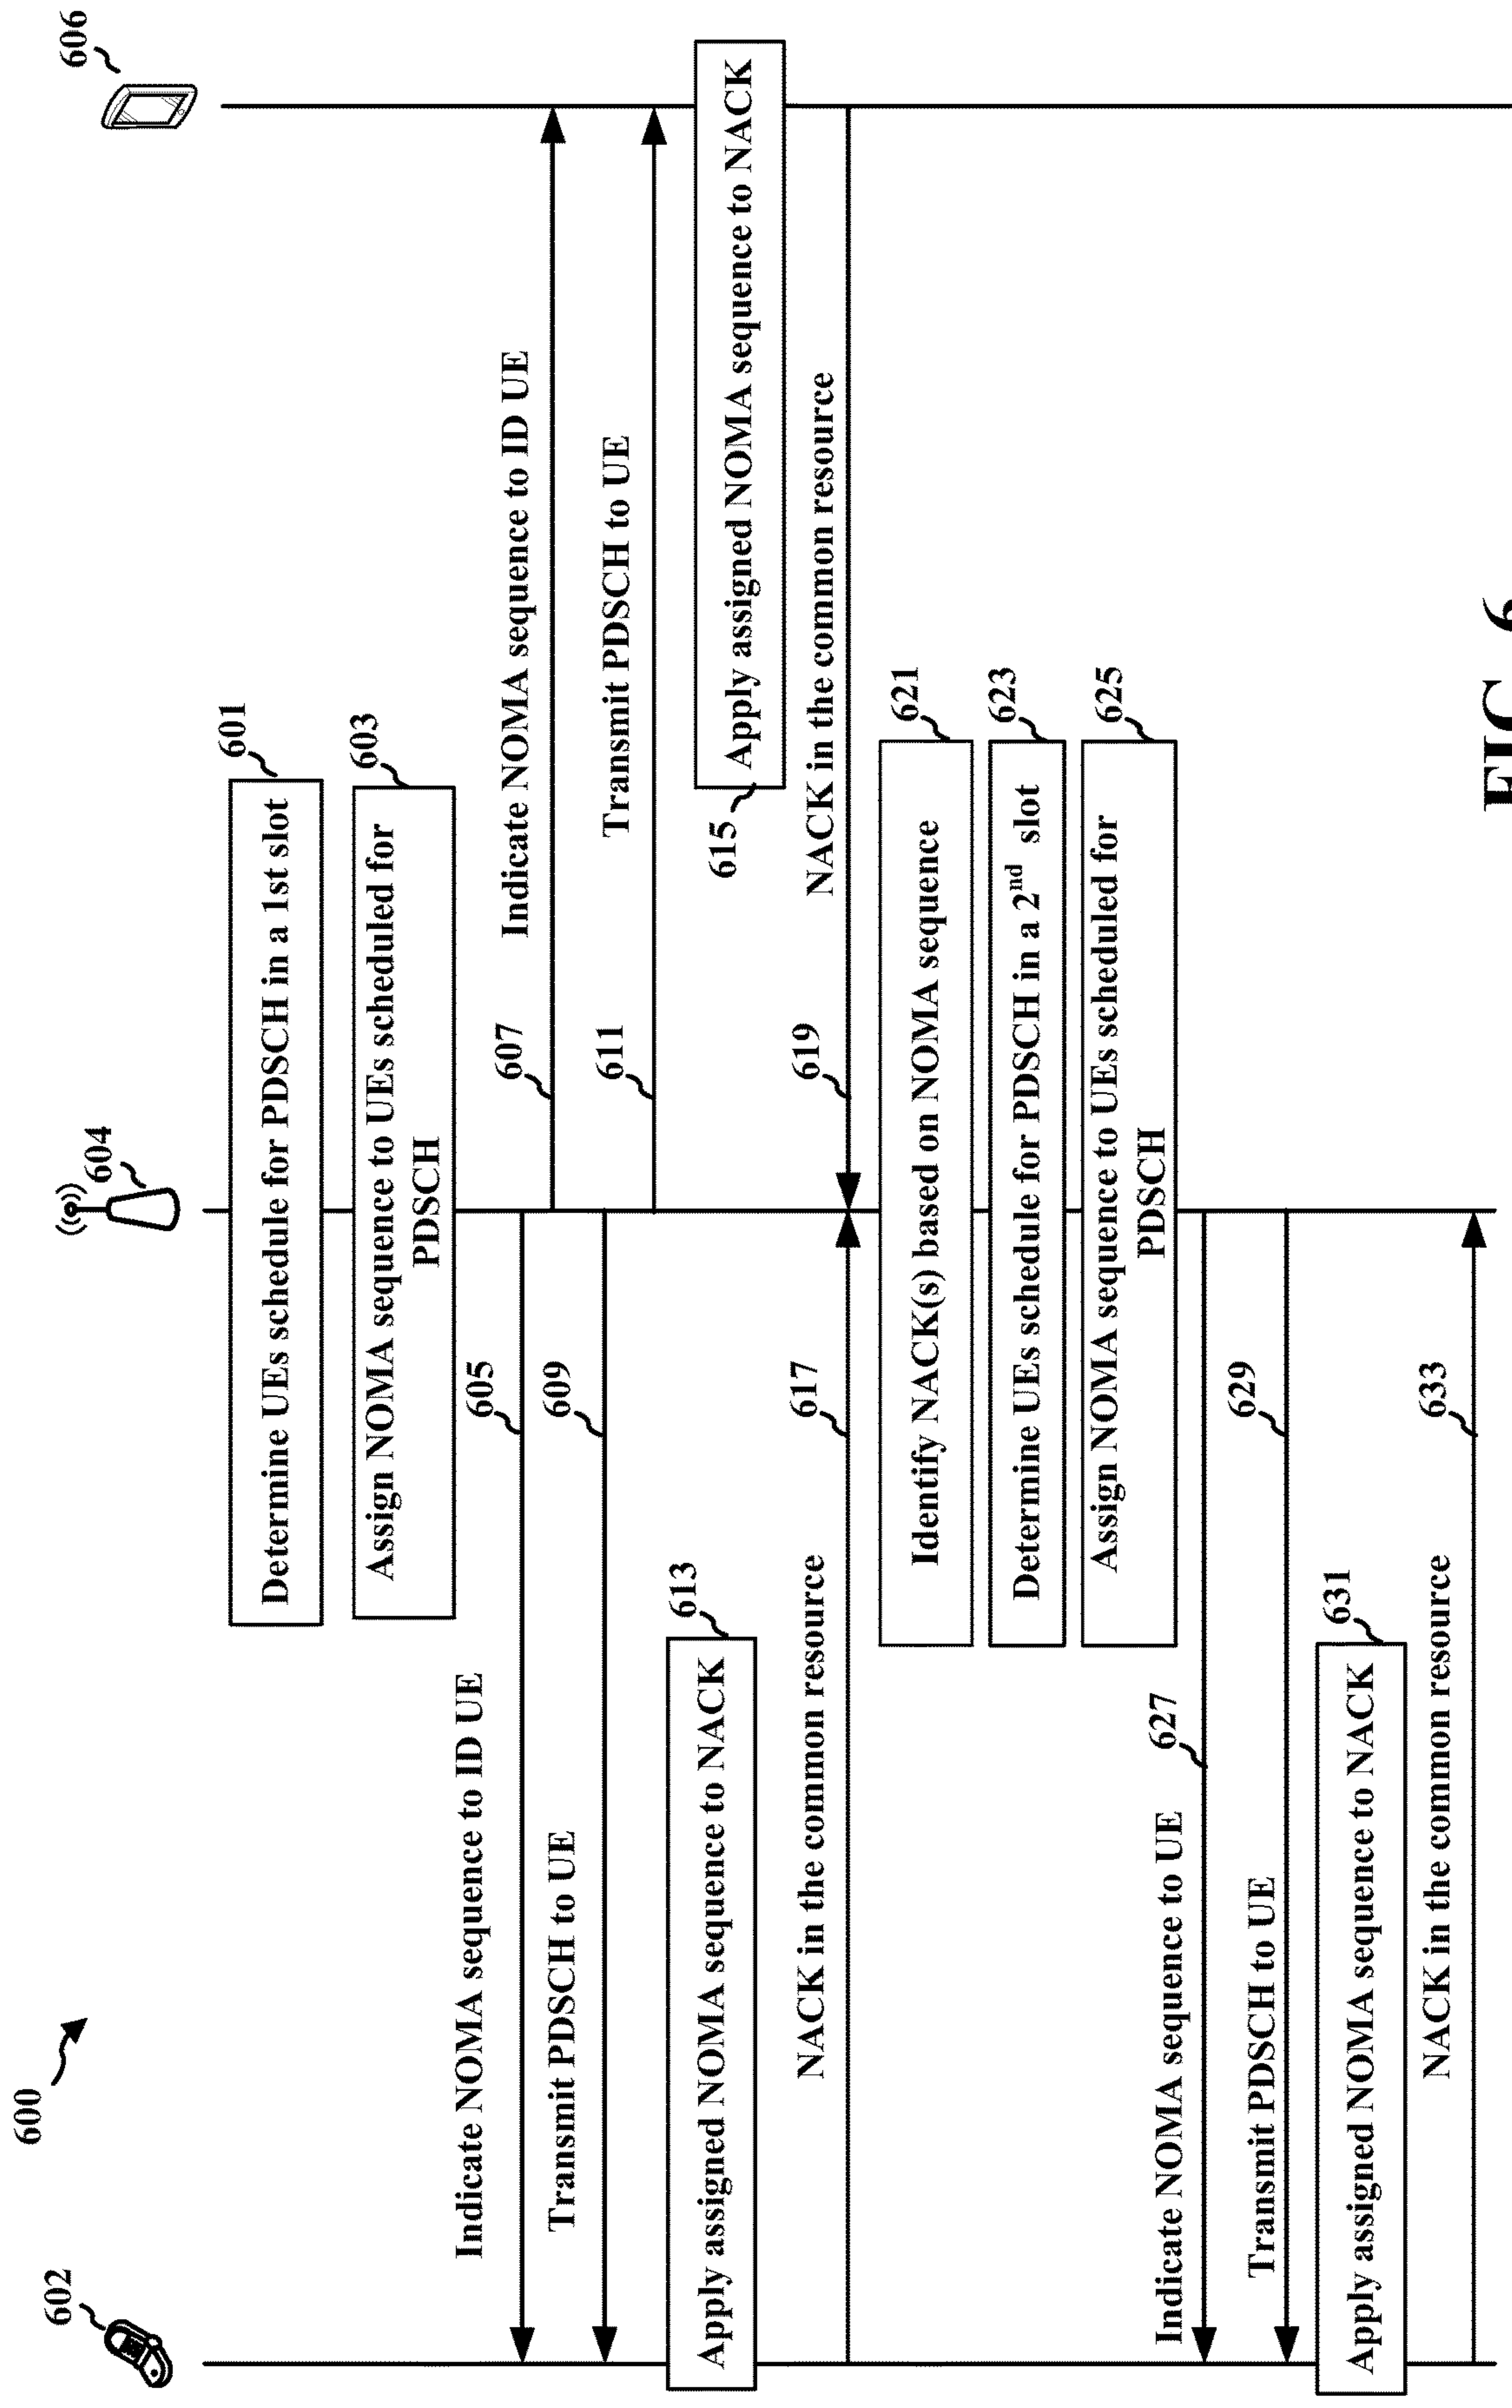 600
602
604
606
Determine UEs schedule for PDSCH in a 1st slot
601
Assign NOMA sequence to UEs scheduled for
PDSCH
603
Indicate NOMA sequence to ID UE
605
607
Indicate NOMA sequence to ID UE
Transmit PDSCH to UE
609
611
Transmit PDSCH to UE
Apply assigned NOMA sequence to NACK
613
615
Apply assigned NOMA sequence to NACK
NACK in the common resource
617
619
NACK in the common resource
Identify NACK(s) based on NOMA sequence
621
Determine UEs schedule for PDSCH in a 2nd slot
623
Assign NOMA sequence to UEs scheduled for
PDSCH
625
Indicate NOMA sequence to UE
627
Transmit PDSCH to UE
629
Apply assigned NOMA sequence to NACK
631
NACK in the common resource
633